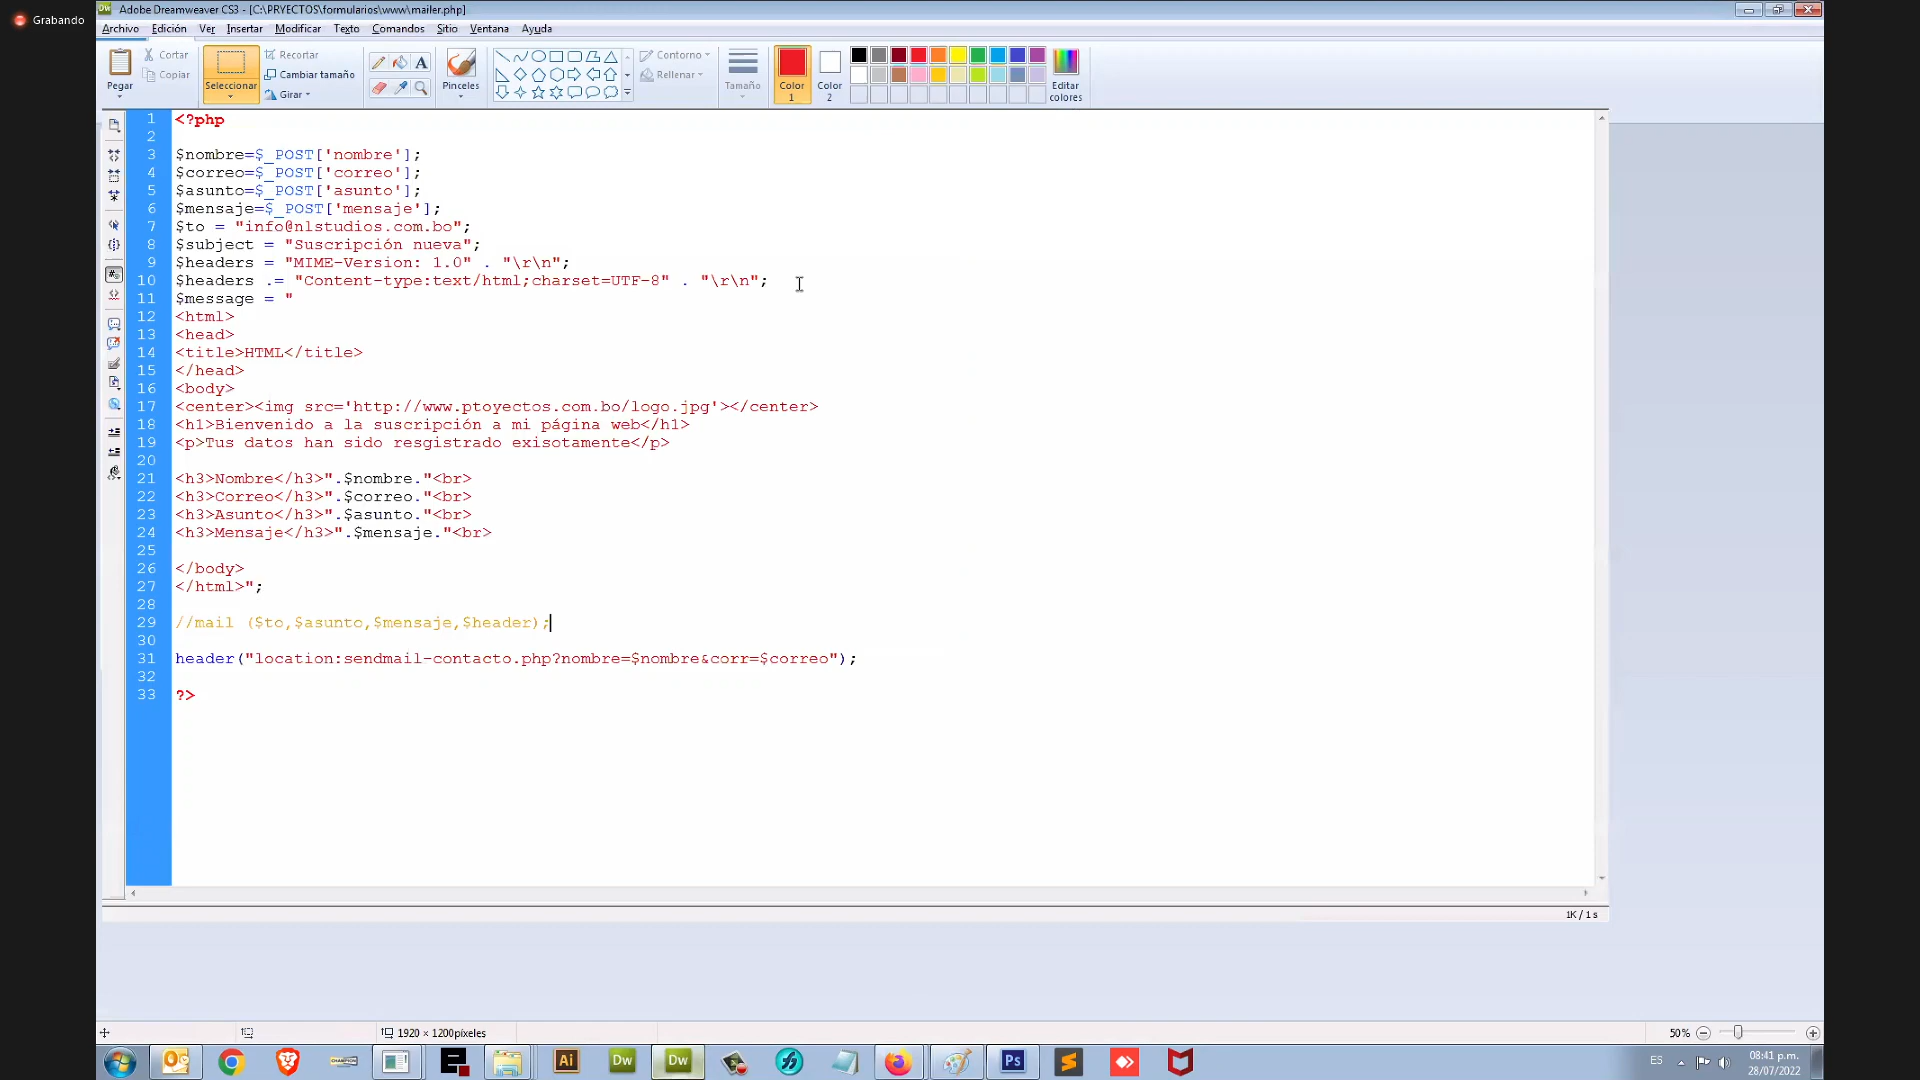 Grabando
Adobe Dreamweaver CS3 - [C:\PRYECTOS\formularios\www\mailer.php]
Archivo Edición Ver Insertar Modificar Texto Comandos Sitio Ventana Ayuda
Pegar
Cortar
Copiar
Seleccionar
Recortar
Cambiar tamaño
Girar
Pinceles
Contorno
Rellenar
Tamaño
Color 1
Color 2
Editar colores
1 <?php
2
3 $nombre=$_POST['nombre'];
4 $correo=$_POST['correo'];
5 $asunto=$_POST['asunto'];
6 $mensaje=$_POST['mensaje'];
7 $to = "info@nlstudios.com.bo";
8 $subject = "Suscripción nueva";
9 $headers = "MIME-Version: 1.0" . "\r\n";
10 $headers .= "Content-type:text/html;charset=UTF-8" . "\r\n";
11 $message = "
12 <html>
13 <head>
14 <title>HTML</title>
15 </head>
16 <body>
17 <center><img src='http://www.ptoyectos.com.bo/logo.jpg'></center>
18 <h1>Bienvenido a la suscripción a mi página web</h1>
19 <p>Tus datos han sido resgistrado exisotamente</p>
20
21 <h3>Nombre</h3>".$nombre."<br>
22 <h3>Correo</h3>".$correo."<br>
23 <h3>Asunto</h3>".$asunto."<br>
24 <h3>Mensaje</h3>".$mensaje."<br>
25
26 </body>
27 </html>";
28
29 //mail ($to,$asunto,$mensaje,$header);
30
31 header("location:sendmail-contacto.php?nombre=$nombre&corr=$correo");
32
33 ?>
1K / 1 s
1920 × 1200píxeles
50%
Ai
Dw
Dw
Ps
ES
08:41 p.m.
28/07/2022